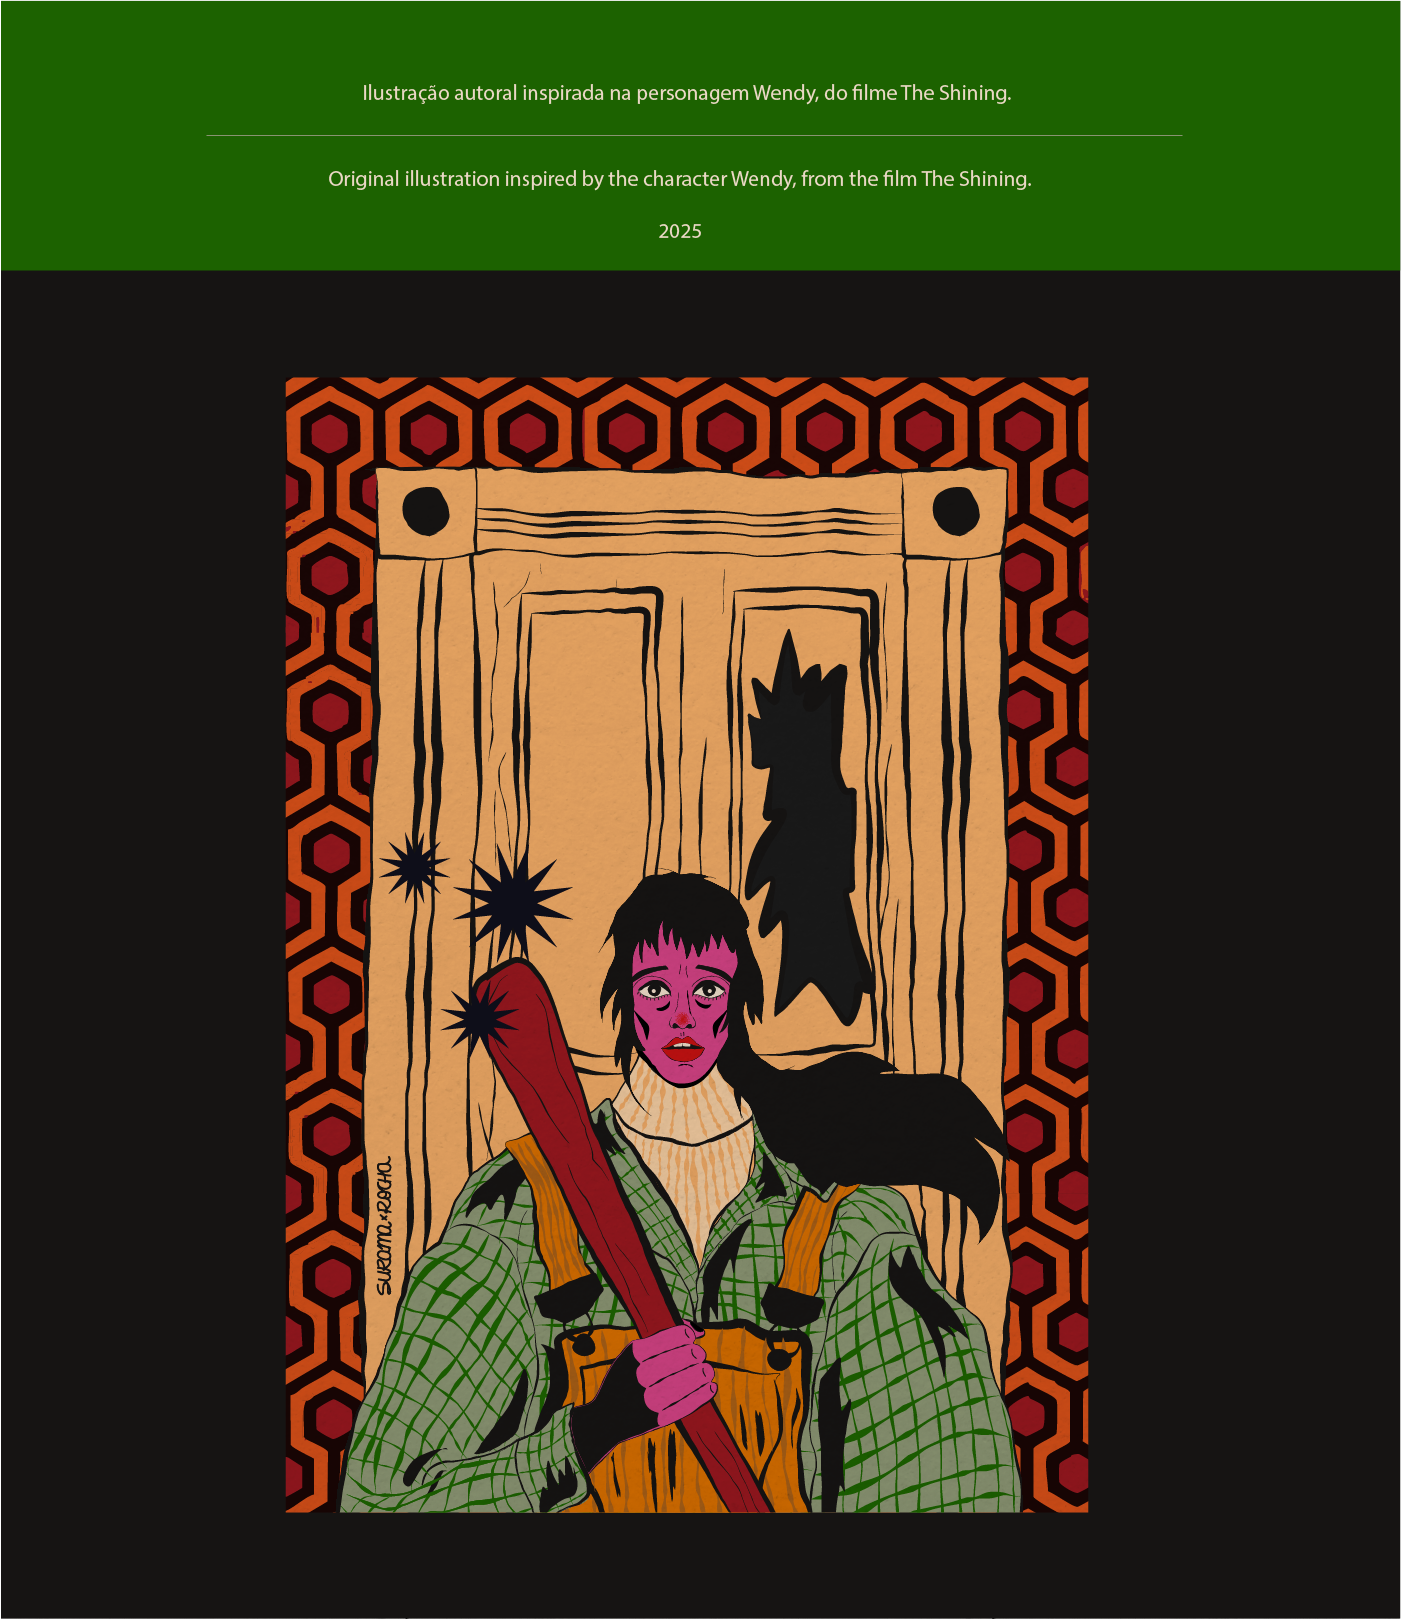 Ilustração autoral inspirada na personagem Wendy, do filme The Shining.
Original illustration inspired by the character Wendy, from the film The Shining.
2025
SURAMA×ROCHA